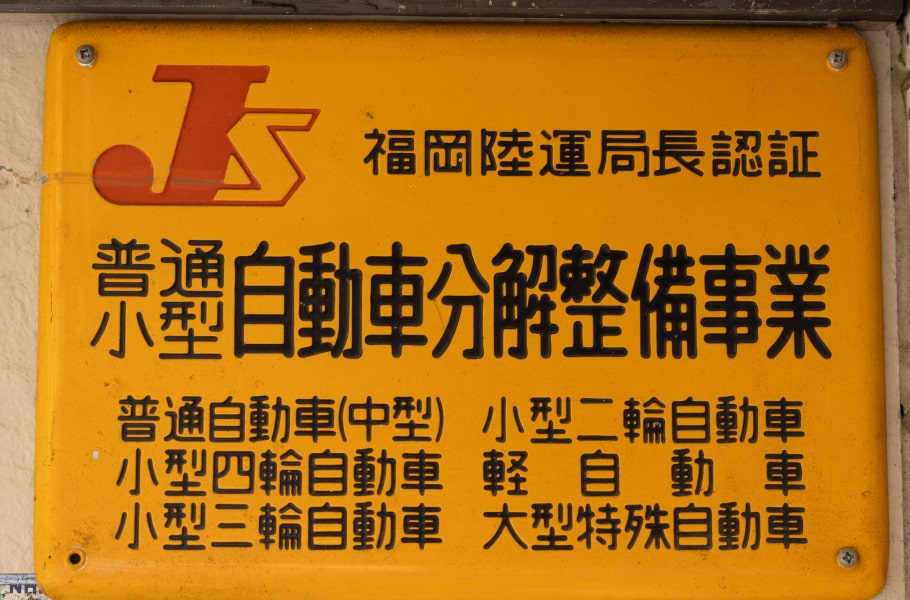 JS
福岡陸運局長認証
普通
小型
自動車分解整備事業
普通自動車(中型) 小型二輪自動車
小型四輪自動車 軽自動車
小型三輪自動車 大型特殊自動車